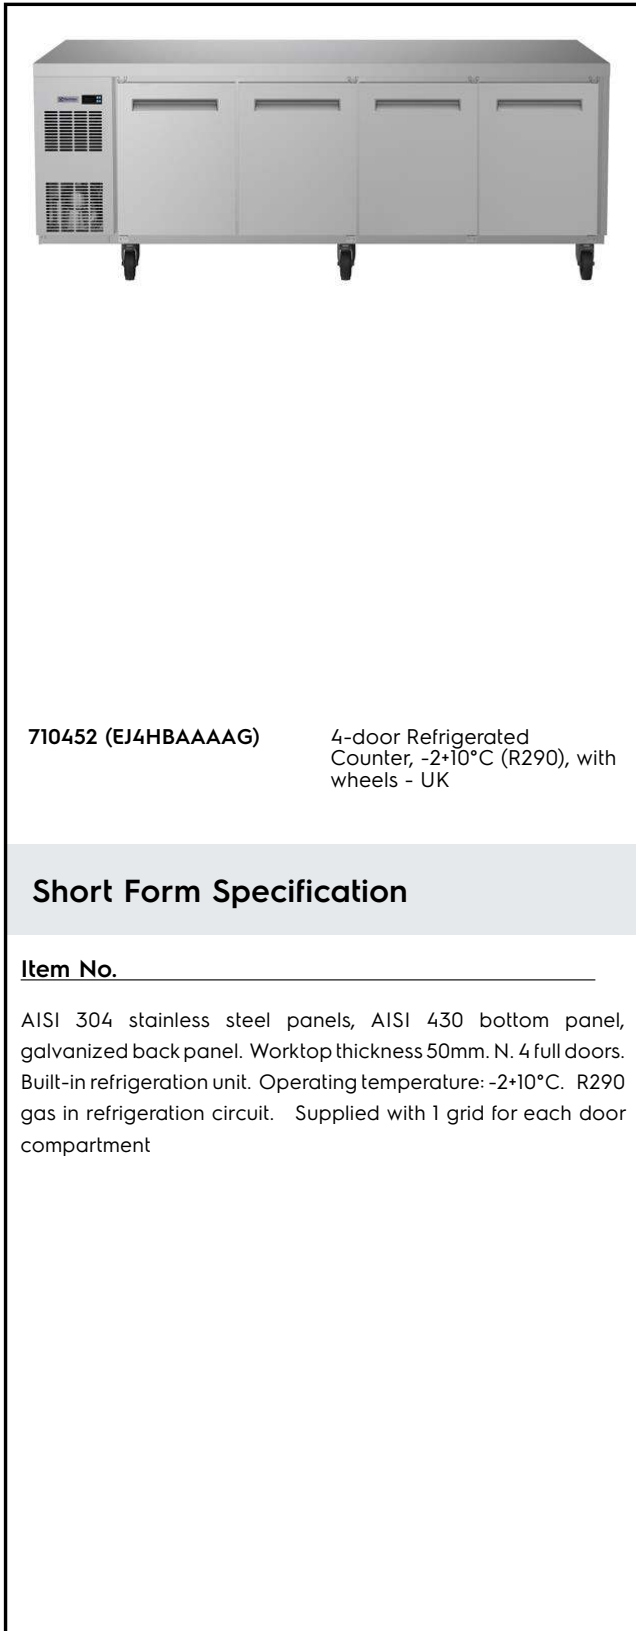 710452 (EJ4HBAAAAG)
4-door Refrigerated
Counter, -2+10°C (R290), with
wheels - UK
Short Form Specification
Item No.
AISI 304 stainless steel panels, AISI 430 bottom panel,
galvanized back panel. Worktop thickness 50mm. N. 4 full doors.
Built-in refrigeration unit. Operating temperature: -2+10°C. R290
gas in refrigeration circuit. Supplied with 1 grid for each door
compartment